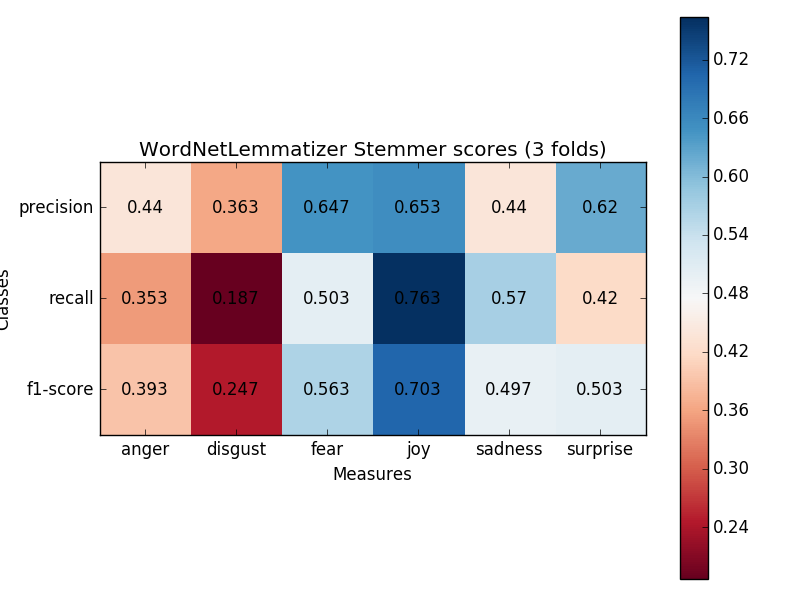 WordNetLemmatizer Stemmer scores (3 folds)
precision 0.44 0.363 0.647 0.653 0.44 0.62
recall 0.353 0.187 0.503 0.763 0.57 0.42
f1-score 0.393 0.247 0.563 0.703 0.497 0.503
anger disgust fear joy sadness surprise
Measures
Classes
0.72
0.66
0.60
0.54
0.48
0.42
0.36
0.30
0.24